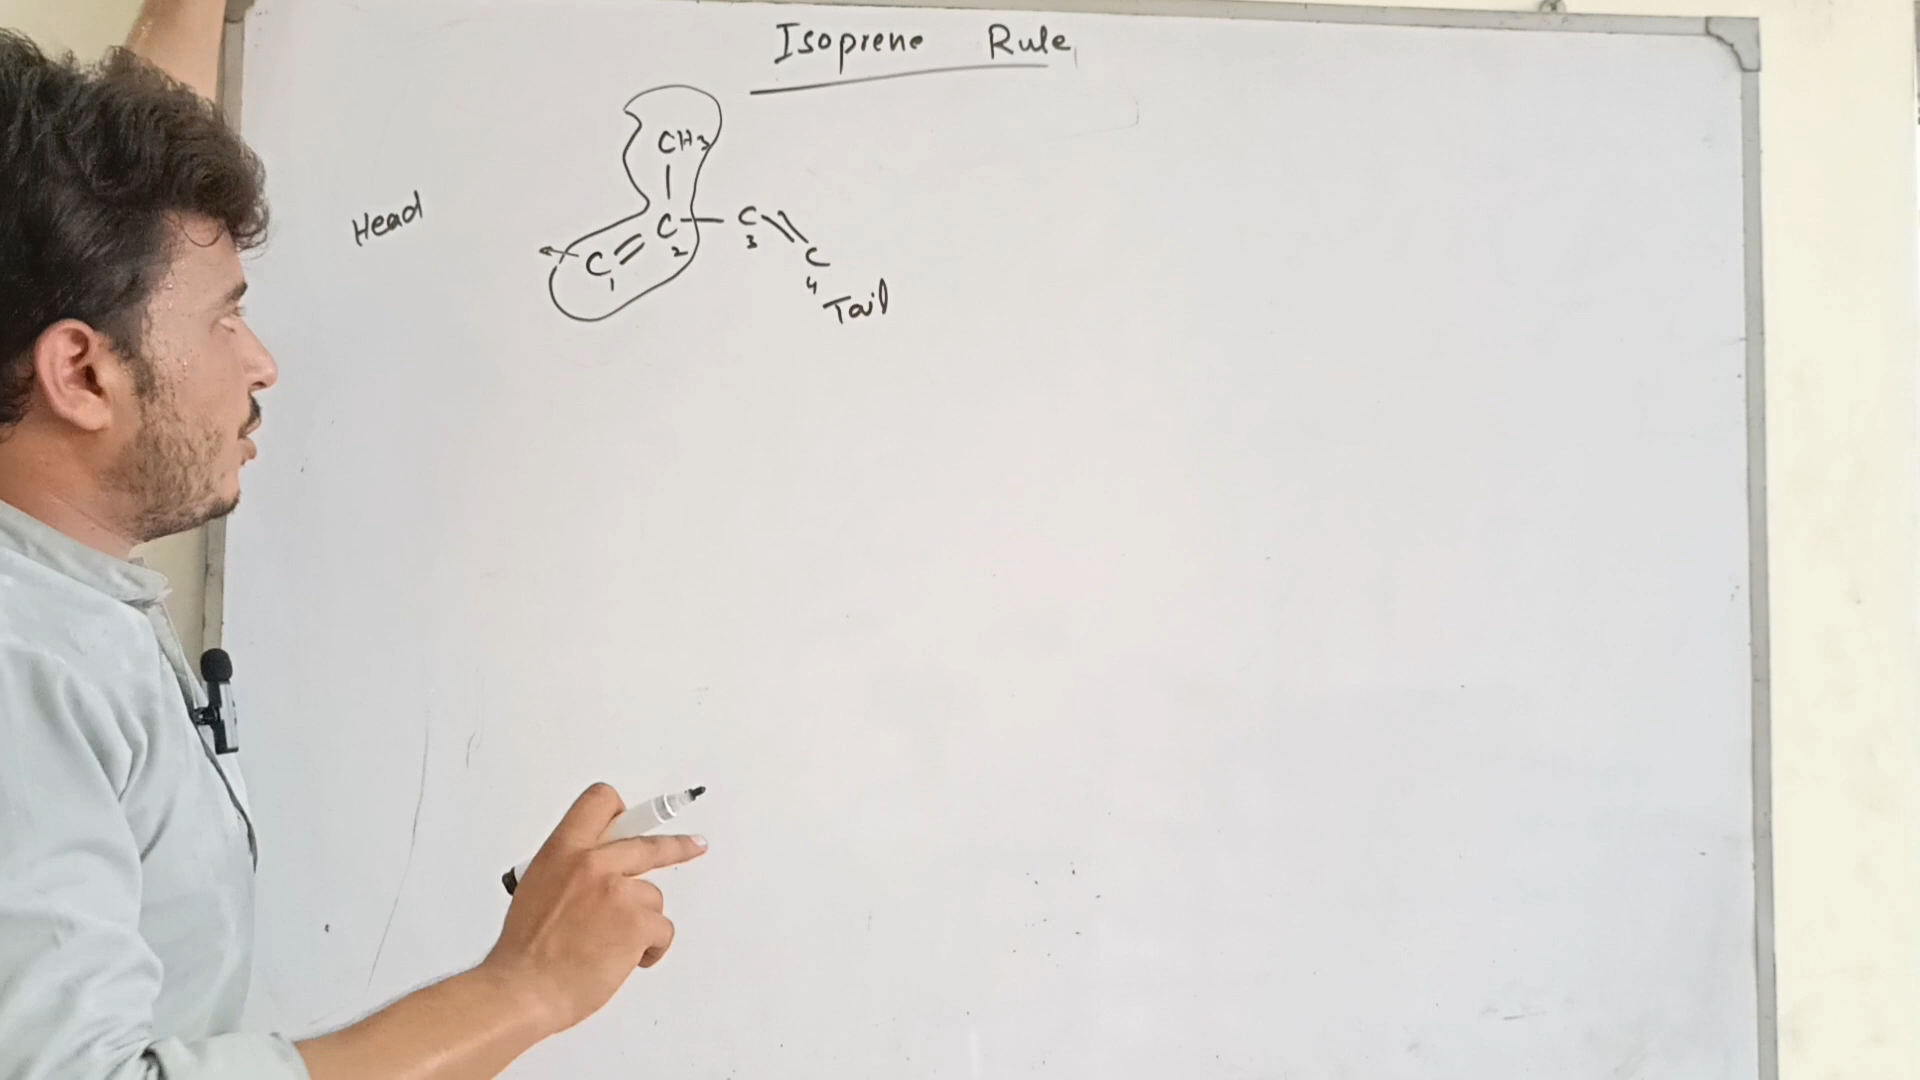 Isoprene Rule
CH3
Head
C = C - C = C
1 2 3 4
Tail